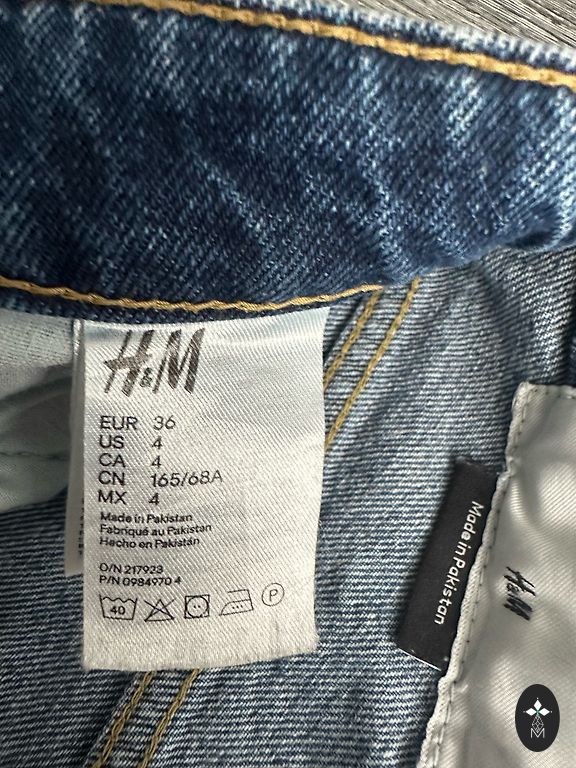 H&M
EUR 36
US 4
CA 4
CN 165/68A
MX 4
Made in Pakistan
Fabriqué au Pakistan
Hecho en Pakistán
O/N 217923
P/N 0984970 4
40
P
Made in Pakistan
H&M
M